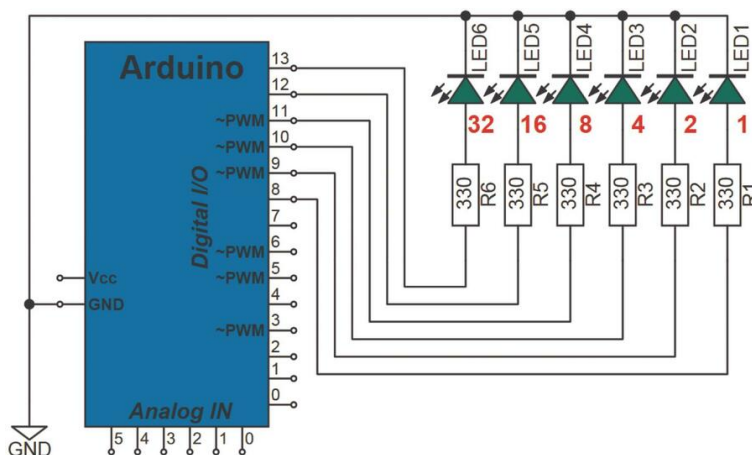 Arduino
Digital I/O
13
12
~PWM 11
~PWM 10
~PWM 9
8
7
~PWM 6
~PWM 5
4
~PWM 3
2
1
0
Vcc
GND
Analog IN
5 4 3 2 1 0
GND
LED6 LED5 LED4 LED3 LED2 LED1
32 16 8 4 2 1
330 330 330 330 330 330
R6 R5 R4 R3 R2 R1